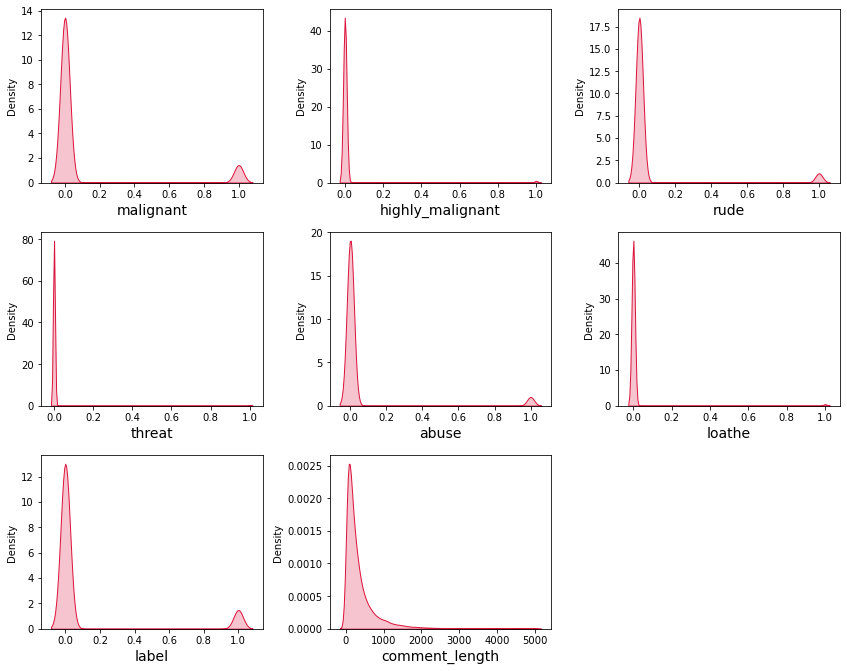 Density
14
12
10
8
6
4
2
0
0.0 0.2 0.4 0.6 0.8 1.0
malignant
Density
40
30
20
10
0
0.0 0.2 0.4 0.6 0.8 1.0
highly_malignant
Density
17.5
15.0
12.5
10.0
7.5
5.0
2.5
0.0
0.0 0.2 0.4 0.6 0.8 1.0
rude
Density
80
60
40
20
0
0.0 0.2 0.4 0.6 0.8 1.0
threat
Density
20
15
10
5
0
0.0 0.2 0.4 0.6 0.8 1.0
abuse
Density
40
30
20
10
0
0.0 0.2 0.4 0.6 0.8 1.0
loathe
Density
12
10
8
6
4
2
0
0.0 0.2 0.4 0.6 0.8 1.0
label
Density
0.0025
0.0020
0.0015
0.0010
0.0005
0.0000
0 1000 2000 3000 4000 5000
comment_length